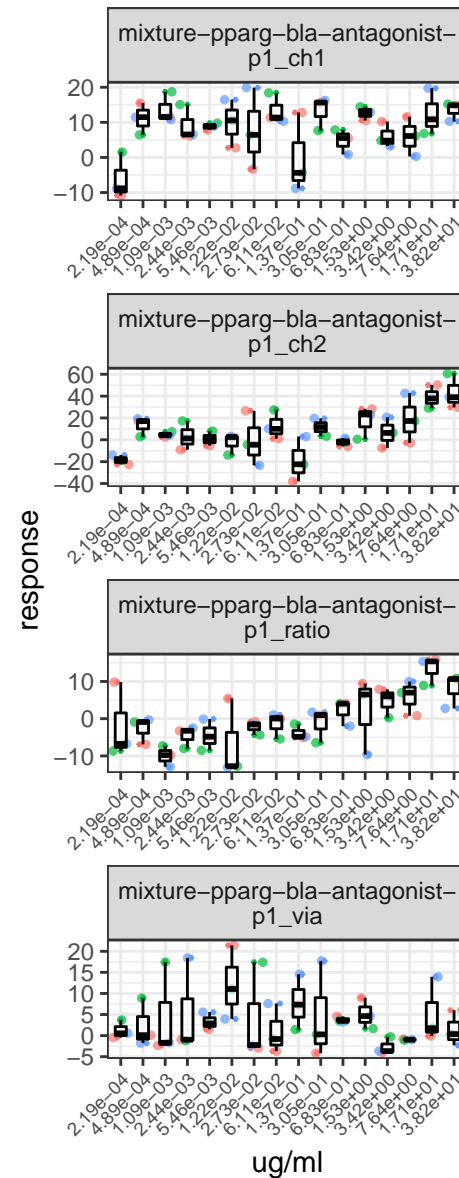 mixture−pparg−bla−antagonist−
p1_ch1
20
10
0
−10
2.19e−04
4.89e−04
1.09e−03
2.44e−03
5.46e−03
1.22e−02
2.73e−02
6.11e−02
1.37e−01
3.05e−01
6.83e−01
1.53e+00
3.42e+00
7.64e+00
1.71e+01
3.82e+01
mixture−pparg−bla−antagonist−
p1_ch2
60
40
20
0
−20
−40
2.19e−04
4.89e−04
1.09e−03
2.44e−03
5.46e−03
1.22e−02
2.73e−02
6.11e−02
1.37e−01
3.05e−01
6.83e−01
1.53e+00
3.42e+00
7.64e+00
1.71e+01
3.82e+01
response
mixture−pparg−bla−antagonist−
p1_ratio
10
0
−10
2.19e−04
4.89e−04
1.09e−03
2.44e−03
5.46e−03
1.22e−02
2.73e−02
6.11e−02
1.37e−01
3.05e−01
6.83e−01
1.53e+00
3.42e+00
7.64e+00
1.71e+01
3.82e+01
mixture−pparg−bla−antagonist−
p1_via
20
15
10
5
0
−5
2.19e−04
4.89e−04
1.09e−03
2.44e−03
5.46e−03
1.22e−02
2.73e−02
6.11e−02
1.37e−01
3.05e−01
6.83e−01
1.53e+00
3.42e+00
7.64e+00
1.71e+01
3.82e+01
ug/ml